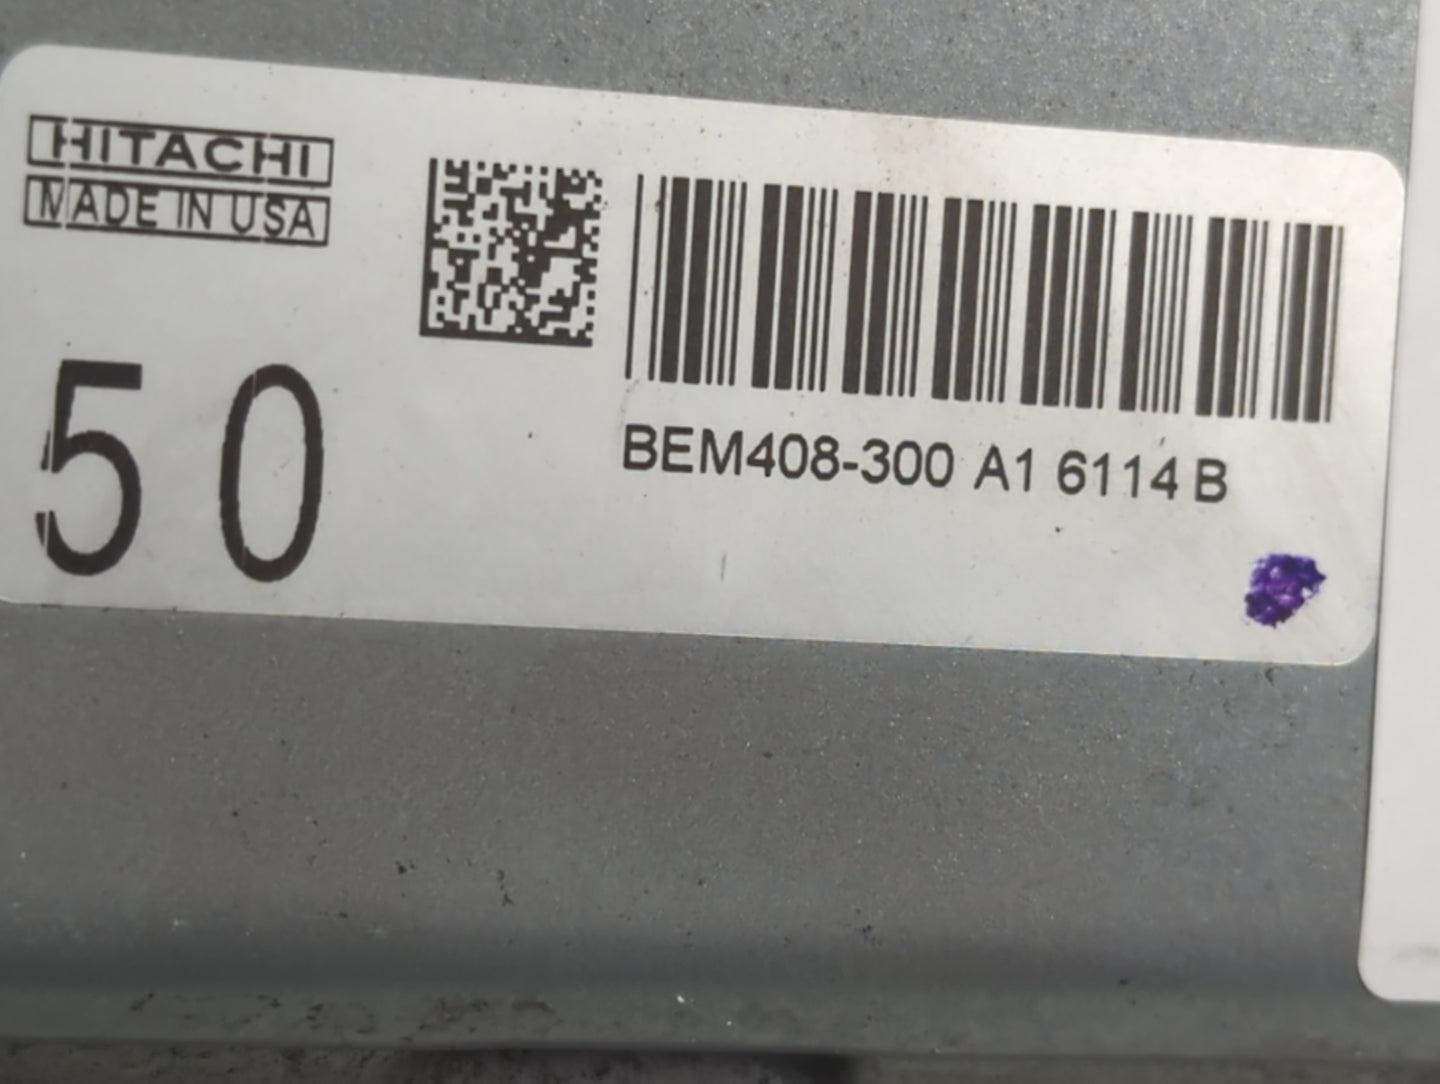 HITACHI
MADE IN USA
50
BEM408-300 A1 6114 B